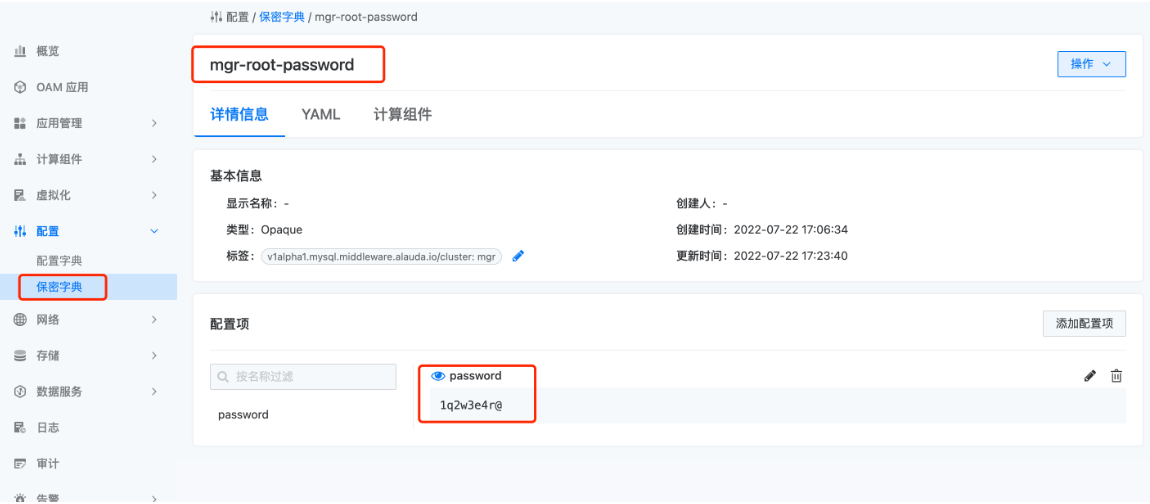 配置 / 保密字典 / mgr-root-password
概览
OAM 应用
应用管理
计算组件
虚拟化
配置
配置字典
保密字典
网络
存储
数据服务
日志
审计
告警
mgr-root-password
操作
详情信息 YAML 计算组件
基本信息
显示名称: - 创建人: -
类型: Opaque 创建时间: 2022-07-22 17:06:34
标签: v1alpha1.mysql.middleware.alauda.io/cluster: mgr 更新时间: 2022-07-22 17:23:40
配置项 添加配置项
按名称过滤
password
password
1q2w3e4r@